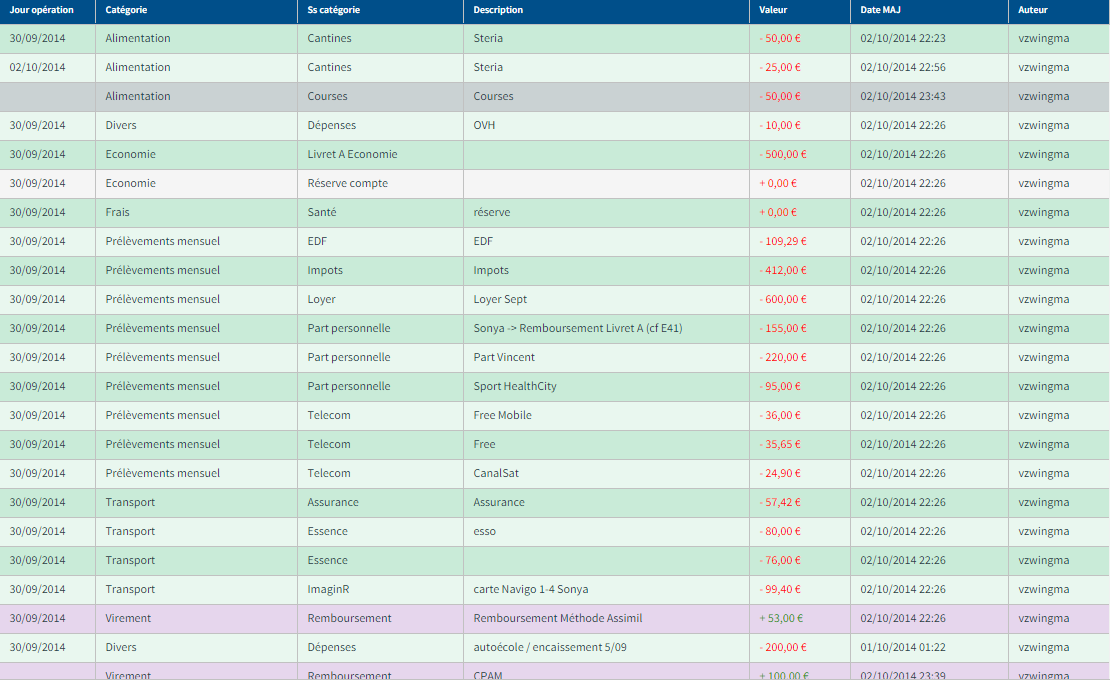 Jour opération Catégorie Ss catégorie Description Valeur Date MAJ Auteur
30/09/2014 Alimentation Cantines Steria - 50,00 € 02/10/2014 22:23 vzwingma
02/10/2014 Alimentation Cantines Steria - 25,00 € 02/10/2014 22:56 vzwingma
Alimentation Courses Courses - 50,00 € 02/10/2014 23:43 vzwingma
30/09/2014 Divers Dépenses OVH - 10,00 € 02/10/2014 22:26 vzwingma
30/09/2014 Economie Livret A Economie - 500,00 € 02/10/2014 22:26 vzwingma
30/09/2014 Economie Réserve compte + 0,00 € 02/10/2014 22:26 vzwingma
30/09/2014 Frais Santé réserve + 0,00 € 02/10/2014 22:26 vzwingma
30/09/2014 Prélèvements mensuel EDF EDF - 109,29 € 02/10/2014 22:26 vzwingma
30/09/2014 Prélèvements mensuel Impots Impots - 412,00 € 02/10/2014 22:26 vzwingma
30/09/2014 Prélèvements mensuel Loyer Loyer Sept - 600,00 € 02/10/2014 22:26 vzwingma
30/09/2014 Prélèvements mensuel Part personnelle Sonya -> Remboursement Livret A (cf E41) - 155,00 € 02/10/2014 22:26 vzwingma
30/09/2014 Prélèvements mensuel Part personnelle Part Vincent - 220,00 € 02/10/2014 22:26 vzwingma
30/09/2014 Prélèvements mensuel Part personnelle Sport HealthCity - 95,00 € 02/10/2014 22:26 vzwingma
30/09/2014 Prélèvements mensuel Telecom Free Mobile - 36,00 € 02/10/2014 22:26 vzwingma
30/09/2014 Prélèvements mensuel Telecom Free - 35,65 € 02/10/2014 22:26 vzwingma
30/09/2014 Prélèvements mensuel Telecom CanalSat - 24,90 € 02/10/2014 22:26 vzwingma
30/09/2014 Transport Assurance Assurance - 57,42 € 02/10/2014 22:26 vzwingma
30/09/2014 Transport Essence esso - 80,00 € 02/10/2014 22:26 vzwingma
30/09/2014 Transport Essence - 76,00 € 02/10/2014 22:26 vzwingma
30/09/2014 Transport ImaginR carte Navigo 1-4 Sonya - 99,40 € 02/10/2014 22:26 vzwingma
30/09/2014 Virement Remboursement Remboursement Méthode Assimil + 53,00 € 02/10/2014 22:26 vzwingma
30/09/2014 Divers Dépenses autoécole / encaissement 5/09 - 200,00 € 01/10/2014 01:22 vzwingma
Virement Remboursement CPAM + 100,00 € 02/10/2014 23:39 vzwingma